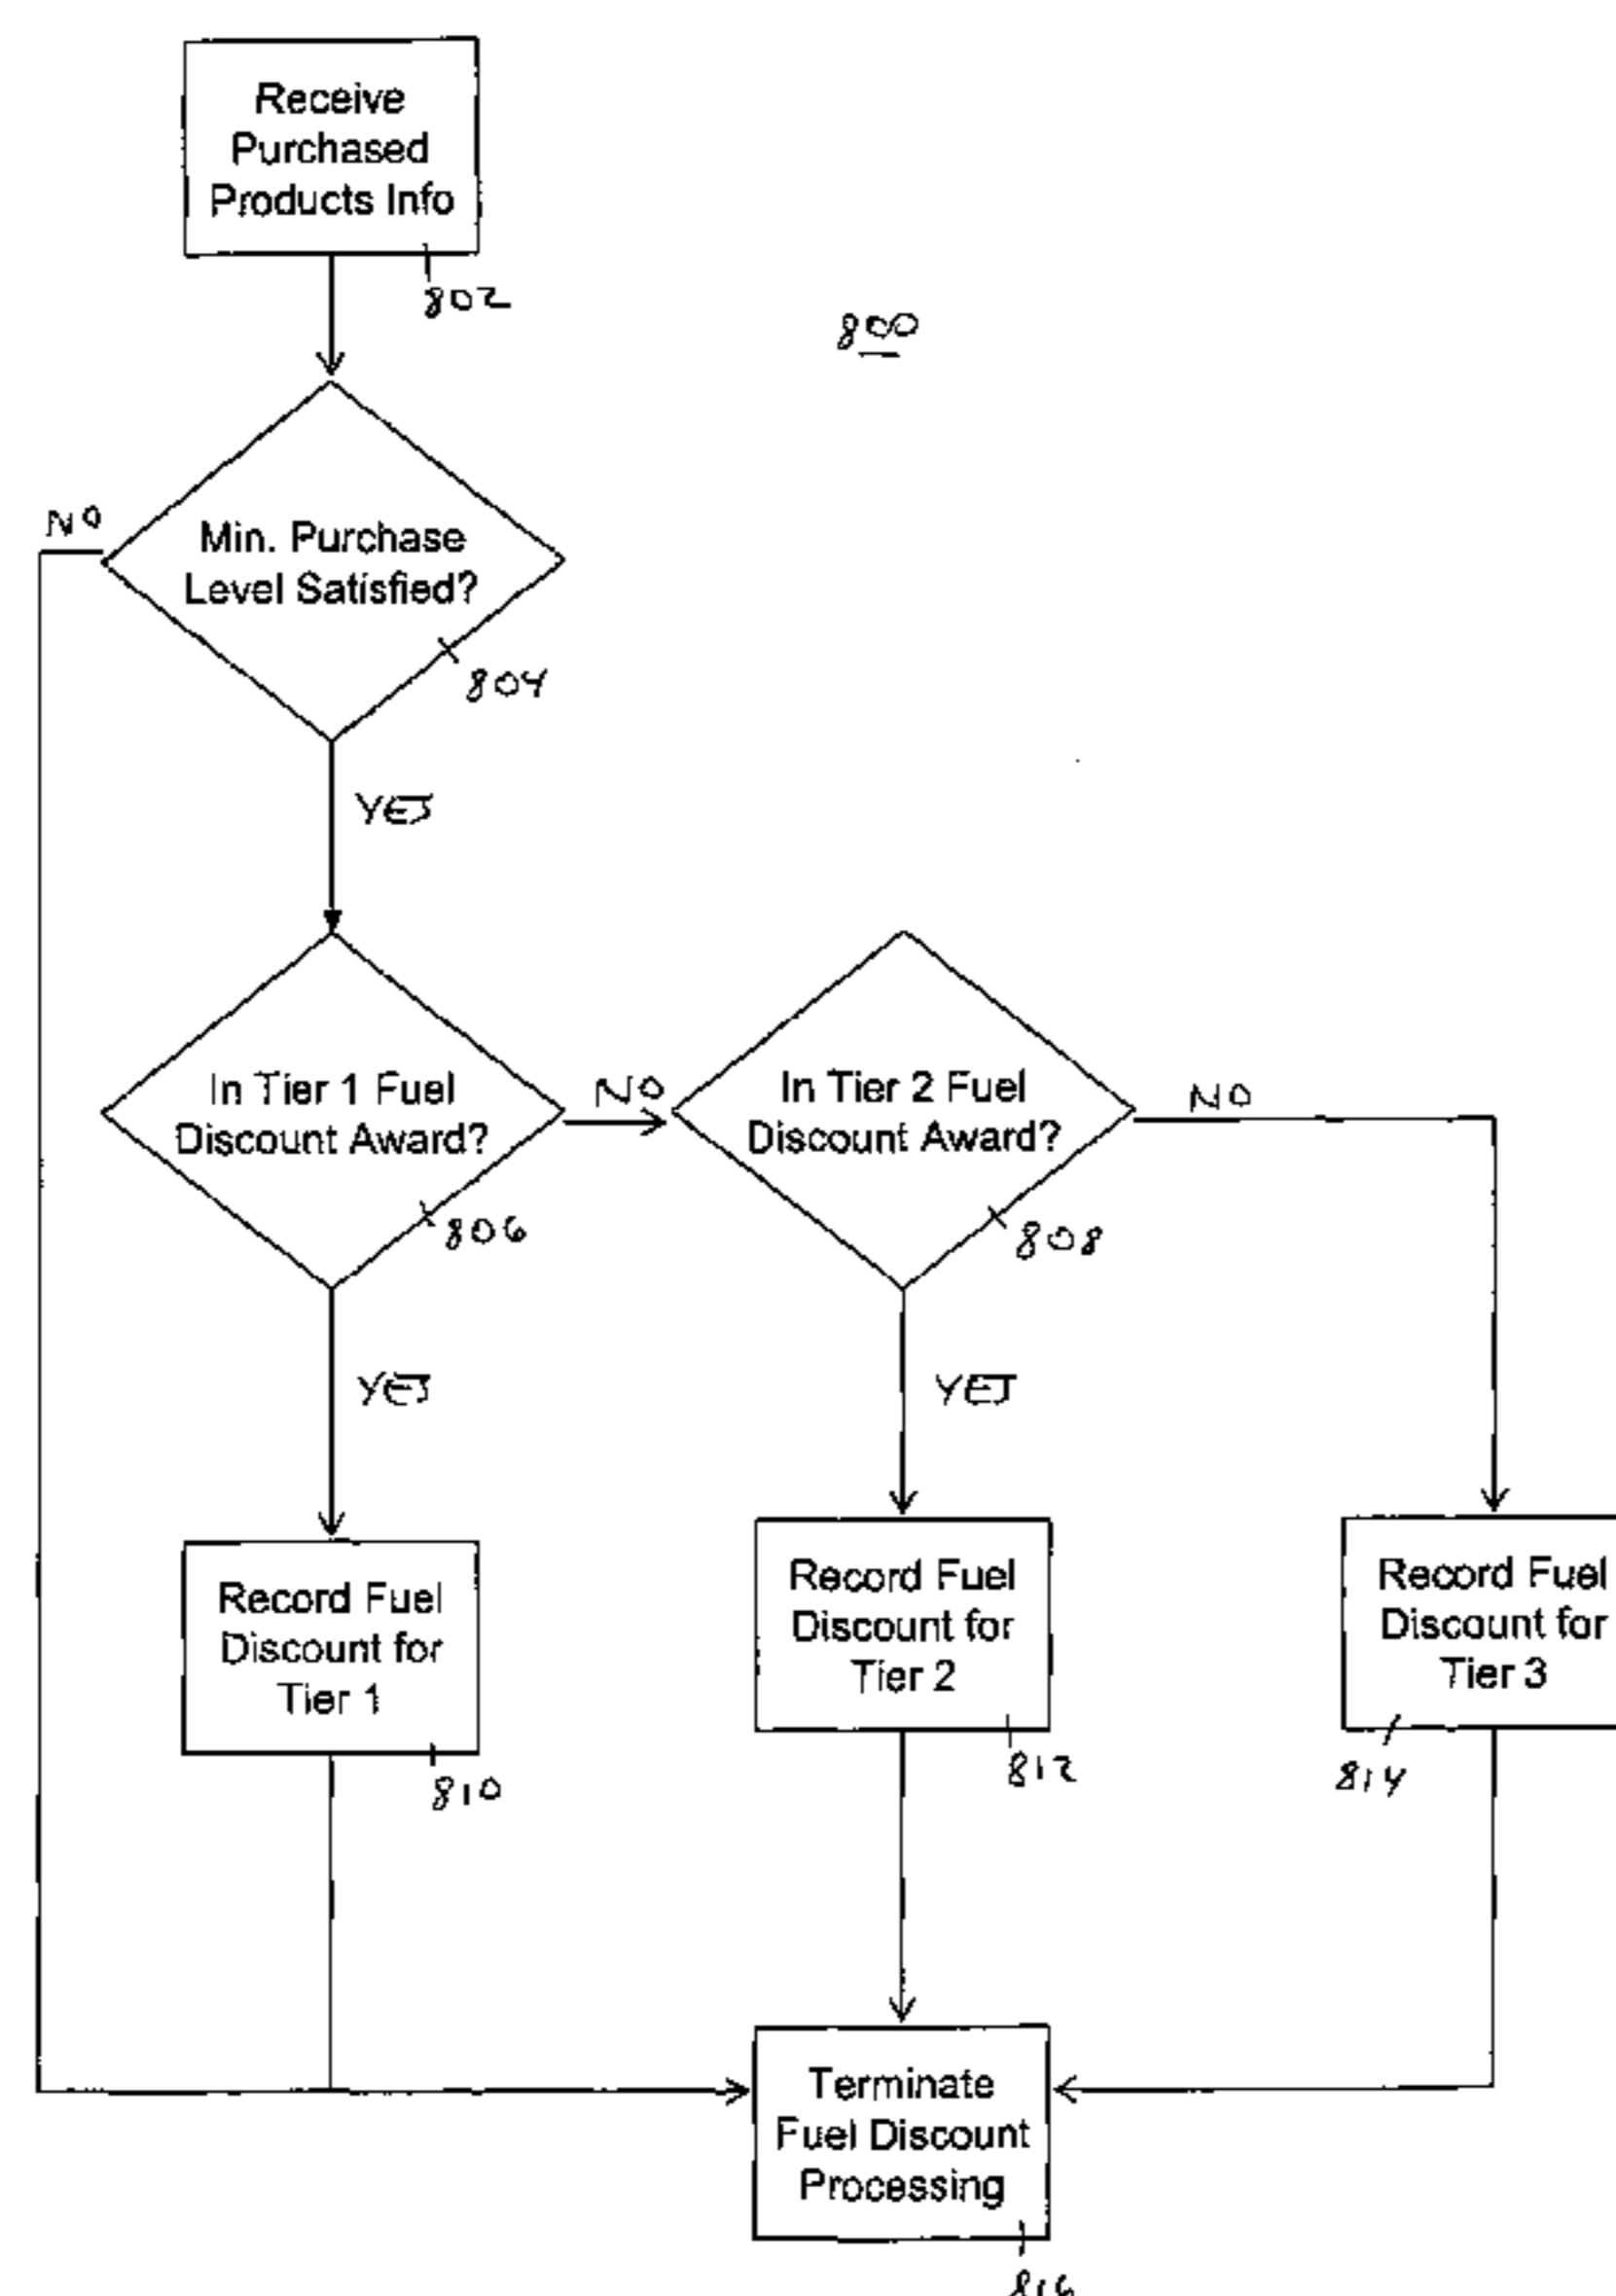 Receive
Purchased
Products Info
802
800
NO
Min. Purchase
Level Satisfied?
804
YES
In Tier 1 Fuel
Discount Award?
806
NO
In Tier 2 Fuel
Discount Award?
808
NO
YES
YES
Record Fuel
Discount for
Tier 1
810
Record Fuel
Discount for
Tier 2
812
Record Fuel
Discount for
Tier 3
814
Terminate
Fuel Discount
Processing
816